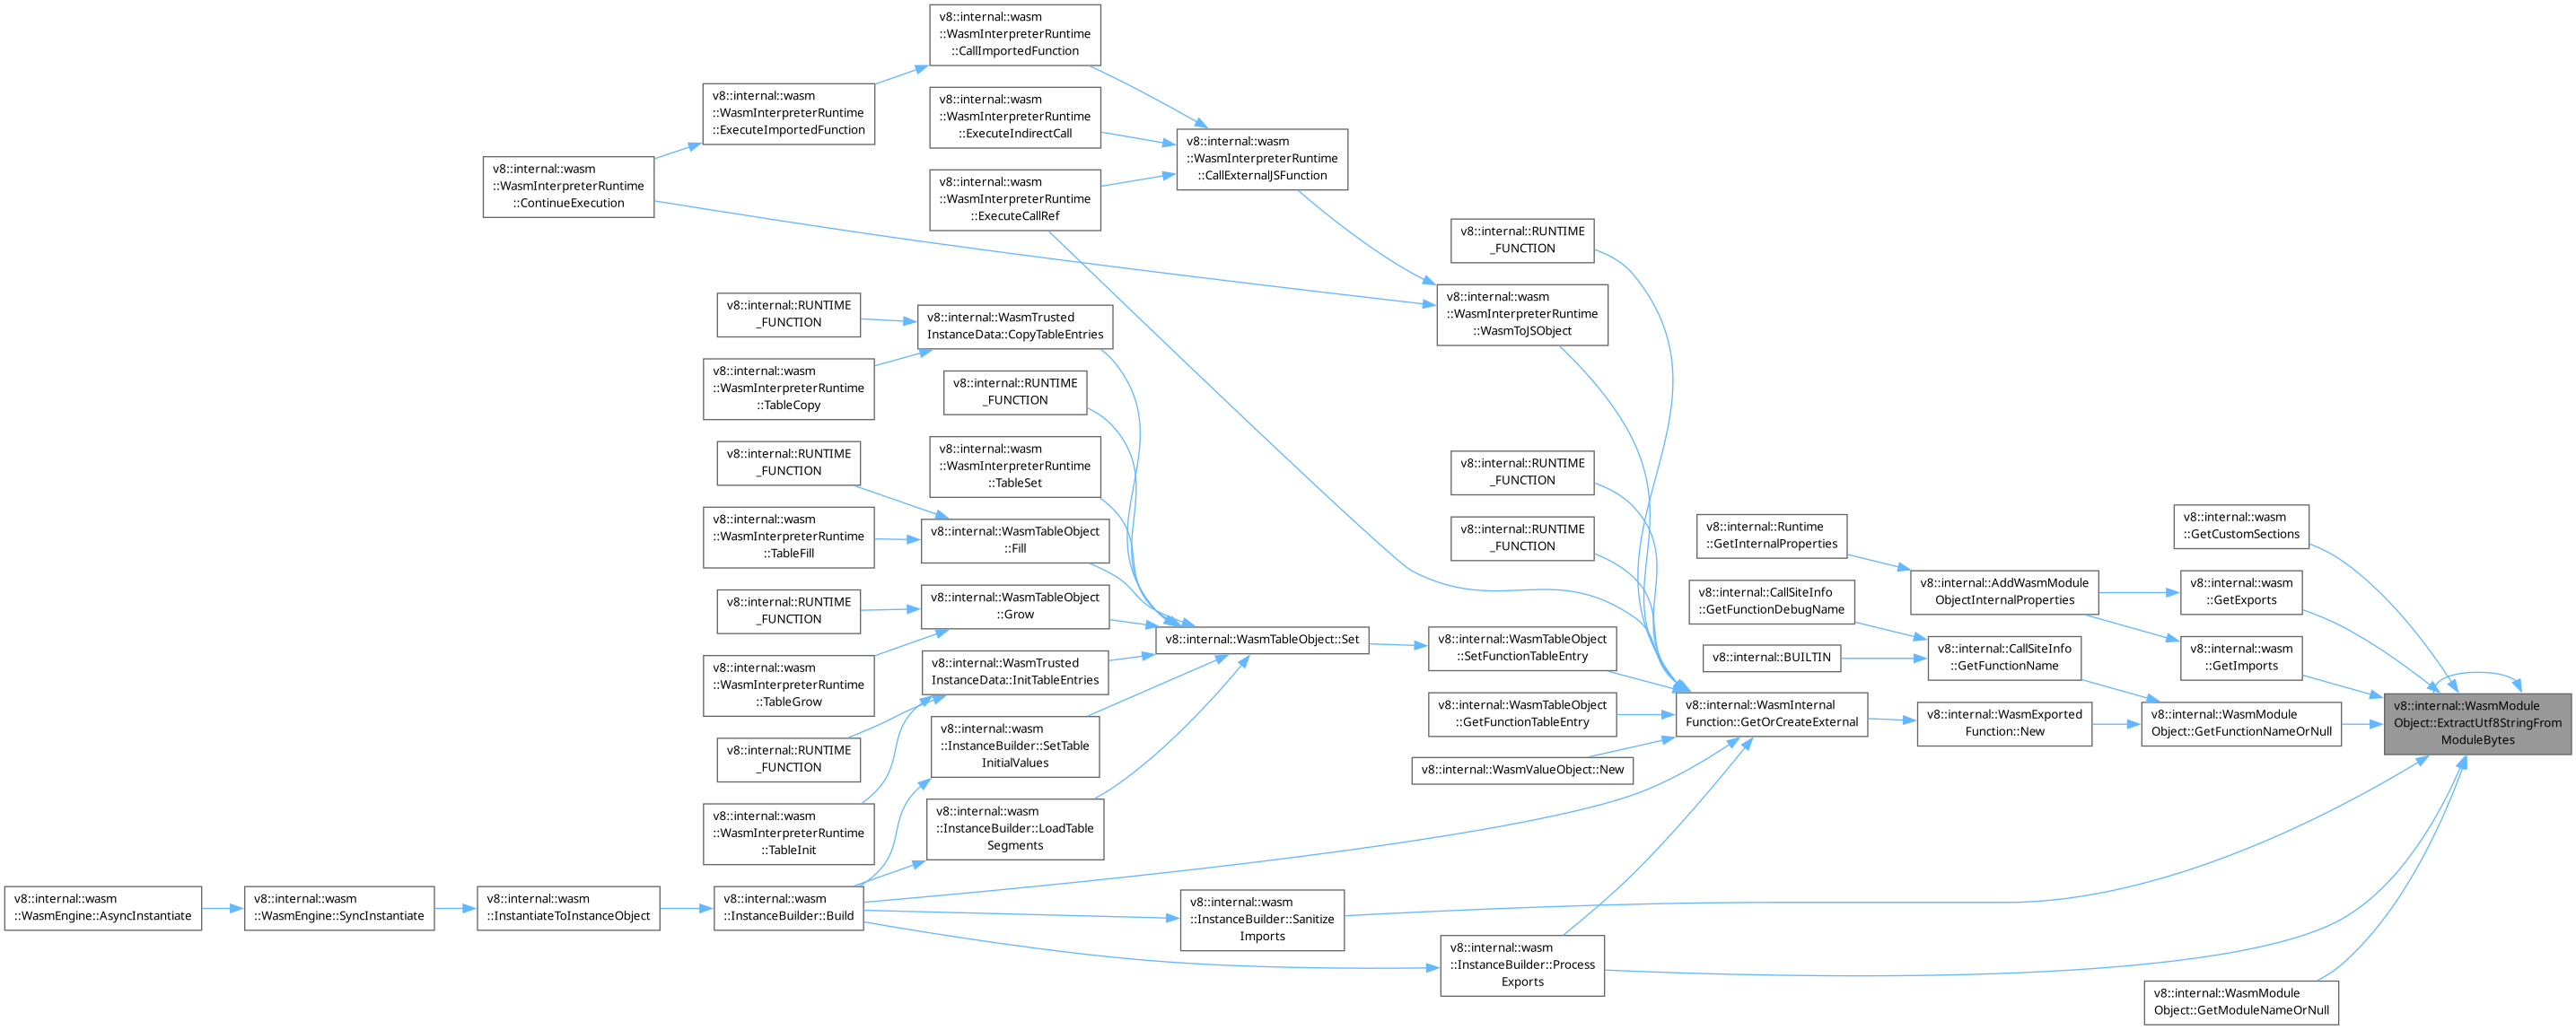 v8::internal::wasm
::WasmInterpreterRuntime
::CallImportedFunction
v8::internal::wasm
::WasmInterpreterRuntime
::ExecuteImportedFunction
v8::internal::wasm
::WasmInterpreterRuntime
::ExecuteIndirectCall
v8::internal::wasm
::WasmInterpreterRuntime
::CallExternalJSFunction
v8::internal::wasm
::WasmInterpreterRuntime
::ContinueExecution
v8::internal::wasm
::WasmInterpreterRuntime
::ExecuteCallRef
v8::internal::RUNTIME
_FUNCTION
v8::internal::wasm
::WasmInterpreterRuntime
::WasmToJSObject
v8::internal::RUNTIME
_FUNCTION
v8::internal::WasmTrusted
InstanceData::CopyTableEntries
v8::internal::wasm
::WasmInterpreterRuntime
::TableCopy
v8::internal::RUNTIME
_FUNCTION
v8::internal::wasm
::WasmInterpreterRuntime
::TableSet
v8::internal::RUNTIME
_FUNCTION
v8::internal::RUNTIME
_FUNCTION
v8::internal::wasm
::WasmInterpreterRuntime
::TableFill
v8::internal::WasmTableObject
::Fill
v8::internal::RUNTIME
_FUNCTION
v8::internal::Runtime
::GetInternalProperties
v8::internal::wasm
::GetCustomSections
v8::internal::RUNTIME
_FUNCTION
v8::internal::WasmTableObject
::Grow
v8::internal::CallSiteInfo
::GetFunctionDebugName
v8::internal::AddWasmModule
ObjectInternalProperties
v8::internal::wasm
::GetExports
v8::internal::wasm
::WasmInterpreterRuntime
::TableGrow
v8::internal::WasmTrusted
InstanceData::InitTableEntries
v8::internal::WasmTableObject::Set
v8::internal::WasmTableObject
::SetFunctionTableEntry
v8::internal::BUILTIN
v8::internal::CallSiteInfo
::GetFunctionName
v8::internal::wasm
::GetImports
v8::internal::RUNTIME
_FUNCTION
v8::internal::wasm
::InstanceBuilder::SetTable
InitialValues
v8::internal::WasmTableObject
::GetFunctionTableEntry
v8::internal::WasmInternal
Function::GetOrCreateExternal
v8::internal::WasmExported
Function::New
v8::internal::WasmModule
Object::GetFunctionNameOrNull
v8::internal::WasmModule
Object::ExtractUtf8StringFrom
ModuleBytes
v8::internal::WasmValueObject::New
v8::internal::wasm
::WasmInterpreterRuntime
::TableInit
v8::internal::wasm
::InstanceBuilder::LoadTable
Segments
v8::internal::wasm
::WasmEngine::AsyncInstantiate
v8::internal::wasm
::WasmEngine::SyncInstantiate
v8::internal::wasm
::InstantiateToInstanceObject
v8::internal::wasm
::InstanceBuilder::Build
v8::internal::wasm
::InstanceBuilder::Sanitize
Imports
v8::internal::wasm
::InstanceBuilder::Process
Exports
v8::internal::WasmModule
Object::GetModuleNameOrNull